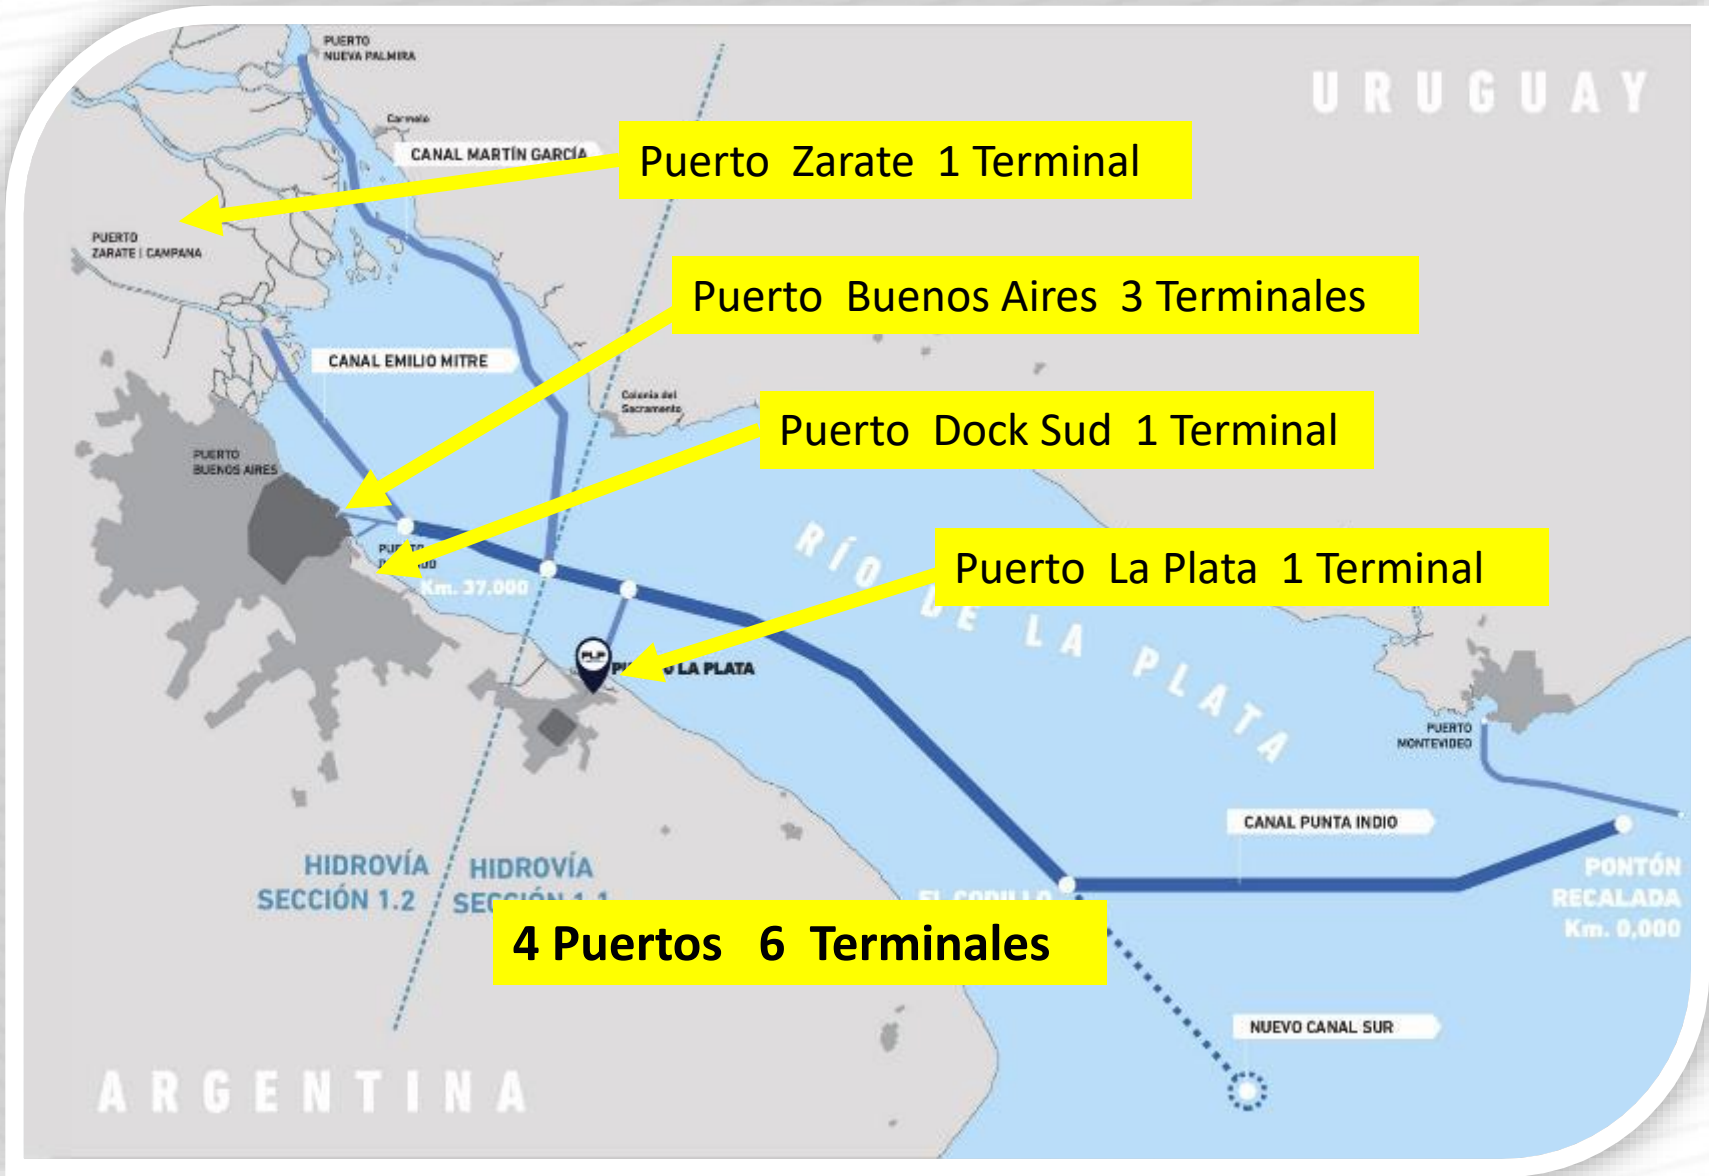 PUERTO
NUEVA PALMIRA
URUGUAY
Carmelo
CANAL MARTÍN GARCÍA
Puerto Zarate 1 Terminal
PUERTO
ZARATE | CAMPANA
Puerto Buenos Aires 3 Terminales
CANAL EMILIO MITRE
Colonia del
Sacramento
Puerto Dock Sud 1 Terminal
PUERTO
BUENOS AIRES
RÍO DE LA PLATA
Puerto La Plata 1 Terminal
Km. 37,000
PLP
LA PLATA
PUERTO
MONTEVIDEO
CANAL PUNTA INDIO
HIDROVÍA
SECCIÓN 1.2
HIDROVÍA
PONTÓN
RECALADA
Km. 0,000
4 Puertos 6 Terminales
NUEVO CANAL SUR
ARGENTINA